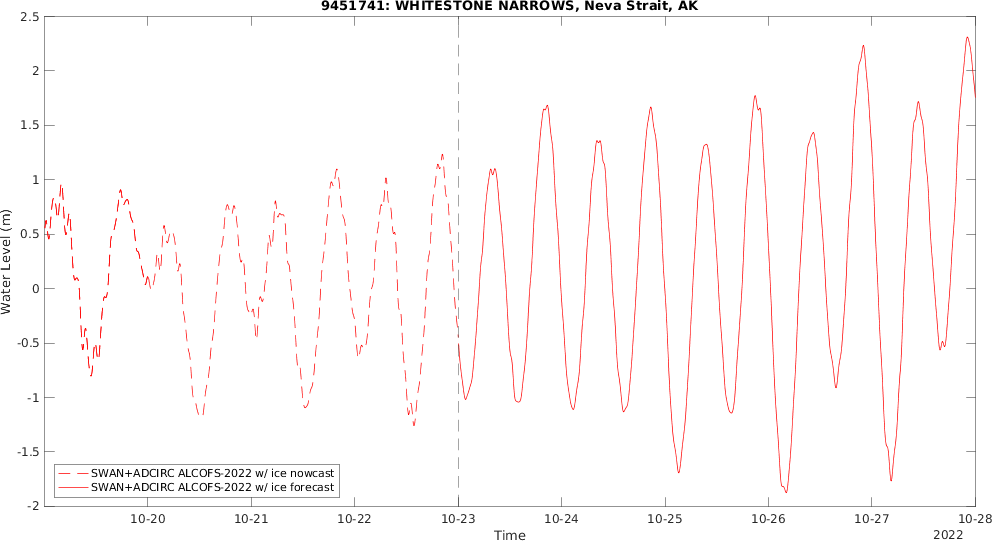 9451741: WHITESTONE NARROWS, Neva Strait, AK
2.5
2
1.5
1
0.5
0
-0.5
-1
-1.5
-2
Water Level (m)
SWAN+ADCIRC ALCOFS-2022 w/ ice nowcast
SWAN+ADCIRC ALCOFS-2022 w/ ice forecast
10-20 10-21 10-22 10-23 10-24 10-25 10-26 10-27 10-28
Time
2022